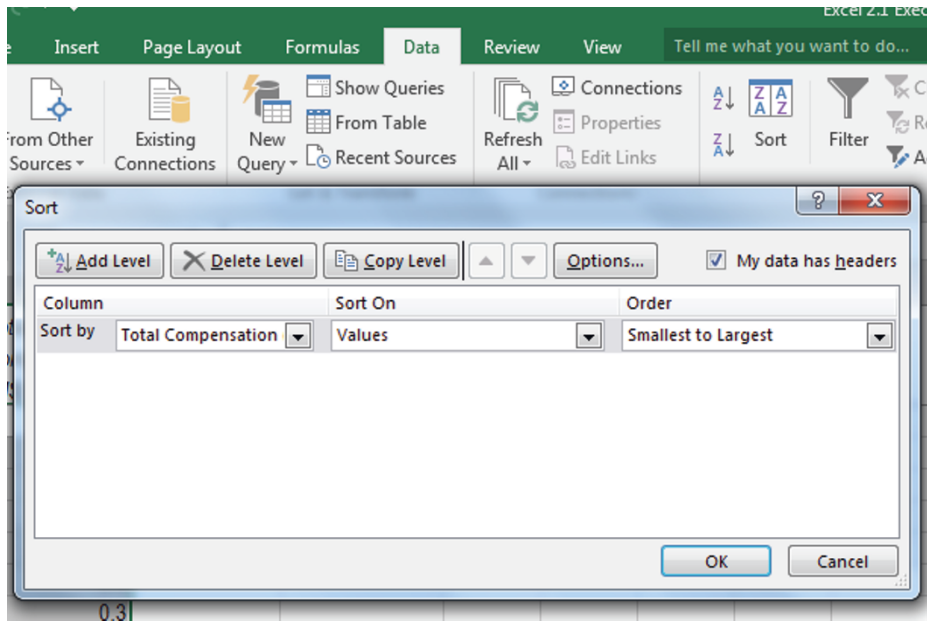 Excel 2.1 Exec
Insert Page Layout Formulas Data Review View Tell me what you want to do...
From Other Sources
Existing Connections
New Query
Show Queries
From Table
Recent Sources
Refresh All
Connections
Properties
Edit Links
A Z
Z A
Z A A Z
Sort
Filter
Sort
?
X
A Z Add Level
Delete Level
Copy Level
Options...
My data has headers
Column Sort On Order
Sort by Total Compensation Values Smallest to Largest
OK Cancel
0.3